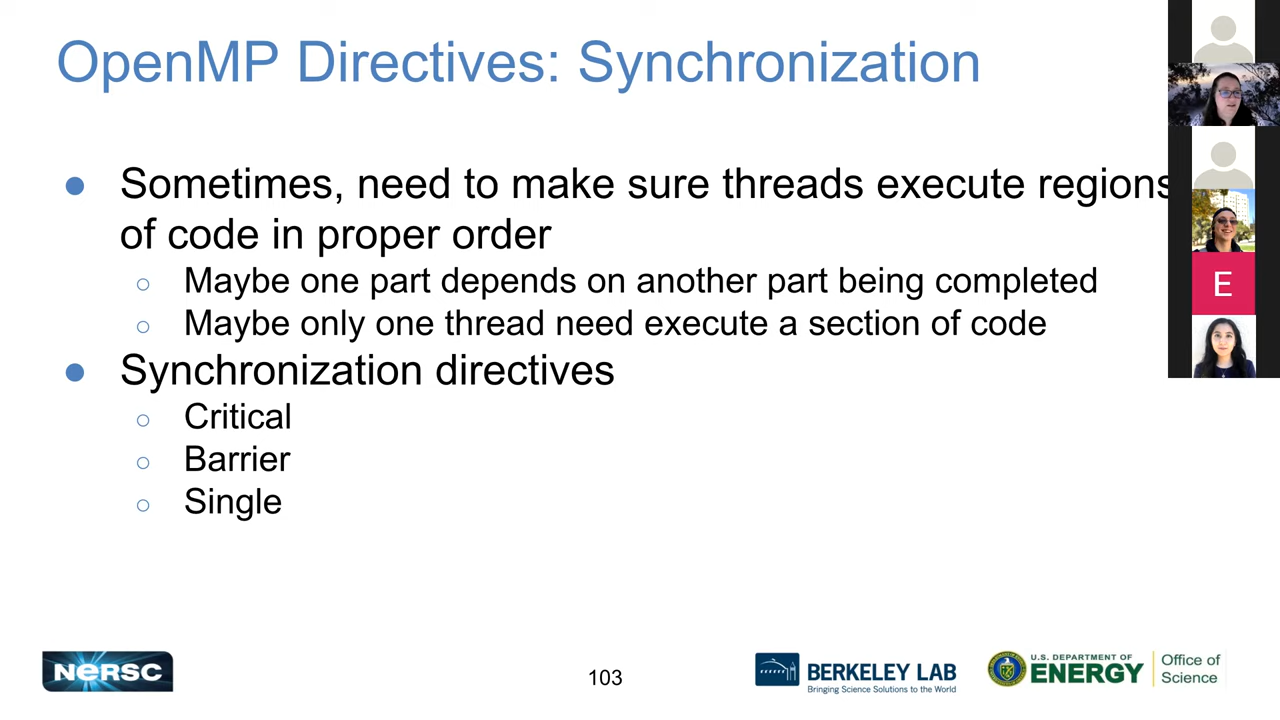 OpenMP Directives: Synchronization
● Sometimes, need to make sure threads execute regions
of code in proper order
○ Maybe one part depends on another part being completed
○ Maybe only one thread need execute a section of code
● Synchronization directives
○ Critical
○ Barrier
○ Single
E
NERSC
103
BERKELEY LAB
Bringing Science Solutions to the World
U.S. DEPARTMENT OF
ENERGY
Office of
Science